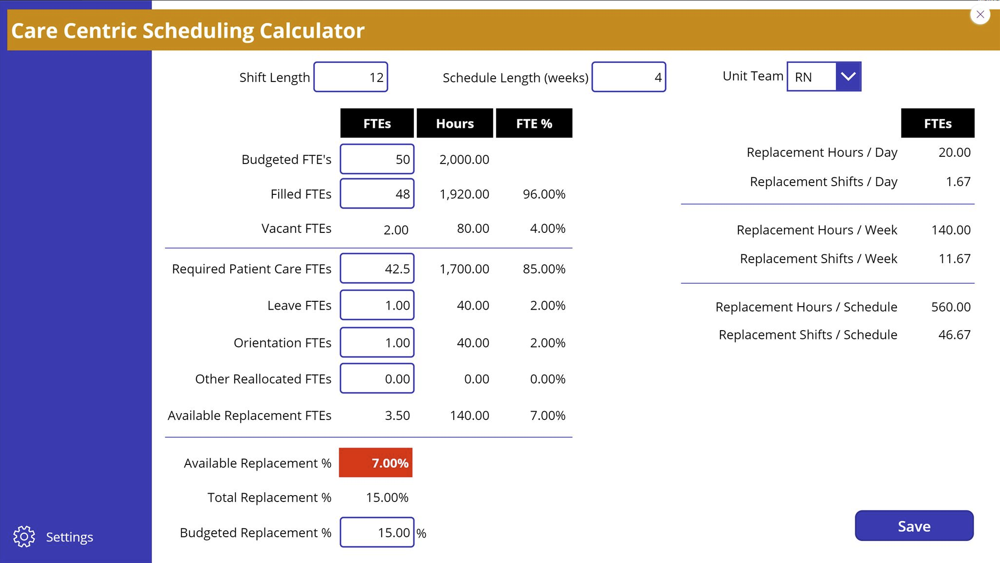 Care Centric Scheduling Calculator
Shift Length 12 Schedule Length (weeks) 4 Unit Team RN
FTEs Hours FTE %
Budgeted FTE's 50 2,000.00
Filled FTEs 48 1,920.00 96.00%
Vacant FTEs 2.00 80.00 4.00%
Required Patient Care FTEs 42.5 1,700.00 85.00%
Leave FTEs 1.00 40.00 2.00%
Orientation FTEs 1.00 40.00 2.00%
Other Reallocated FTEs 0.00 0.00 0.00%
Available Replacement FTEs 3.50 140.00 7.00%
Available Replacement % 7.00%
Total Replacement % 15.00%
Budgeted Replacement % 15.00 %
FTEs
Replacement Hours / Day 20.00
Replacement Shifts / Day 1.67
Replacement Hours / Week 140.00
Replacement Shifts / Week 11.67
Replacement Hours / Schedule 560.00
Replacement Shifts / Schedule 46.67
Settings
Save